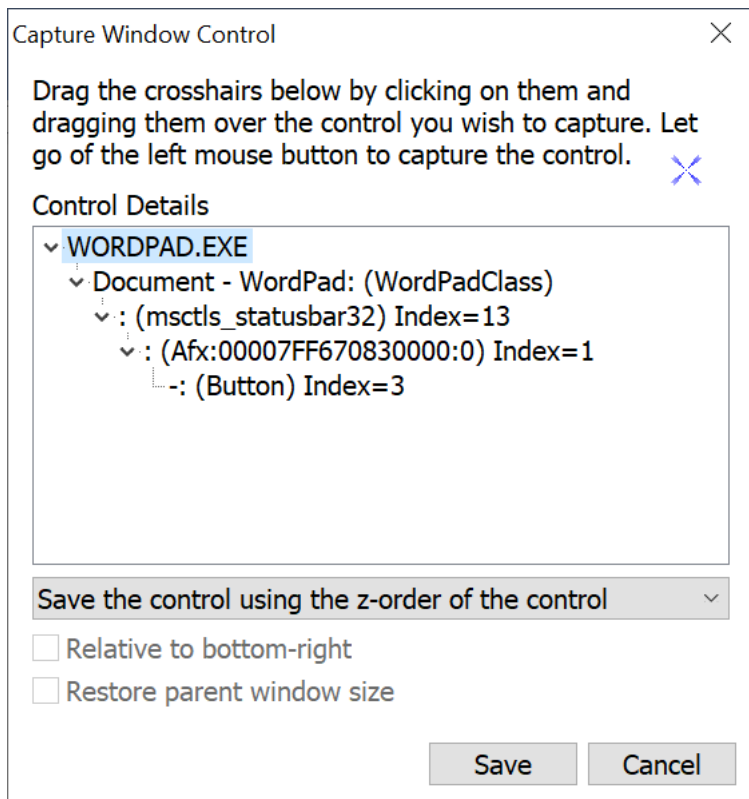 Capture Window Control
Drag the crosshairs below by clicking on them and
dragging them over the control you wish to capture. Let
go of the left mouse button to capture the control.
Control Details
WORDPAD.EXE
Document - WordPad: (WordPadClass)
: (msctls_statusbar32) Index=13
: (Afx:00007FF670830000:0) Index=1
-: (Button) Index=3
Save the control using the z-order of the control
Relative to bottom-right
Restore parent window size
Save Cancel